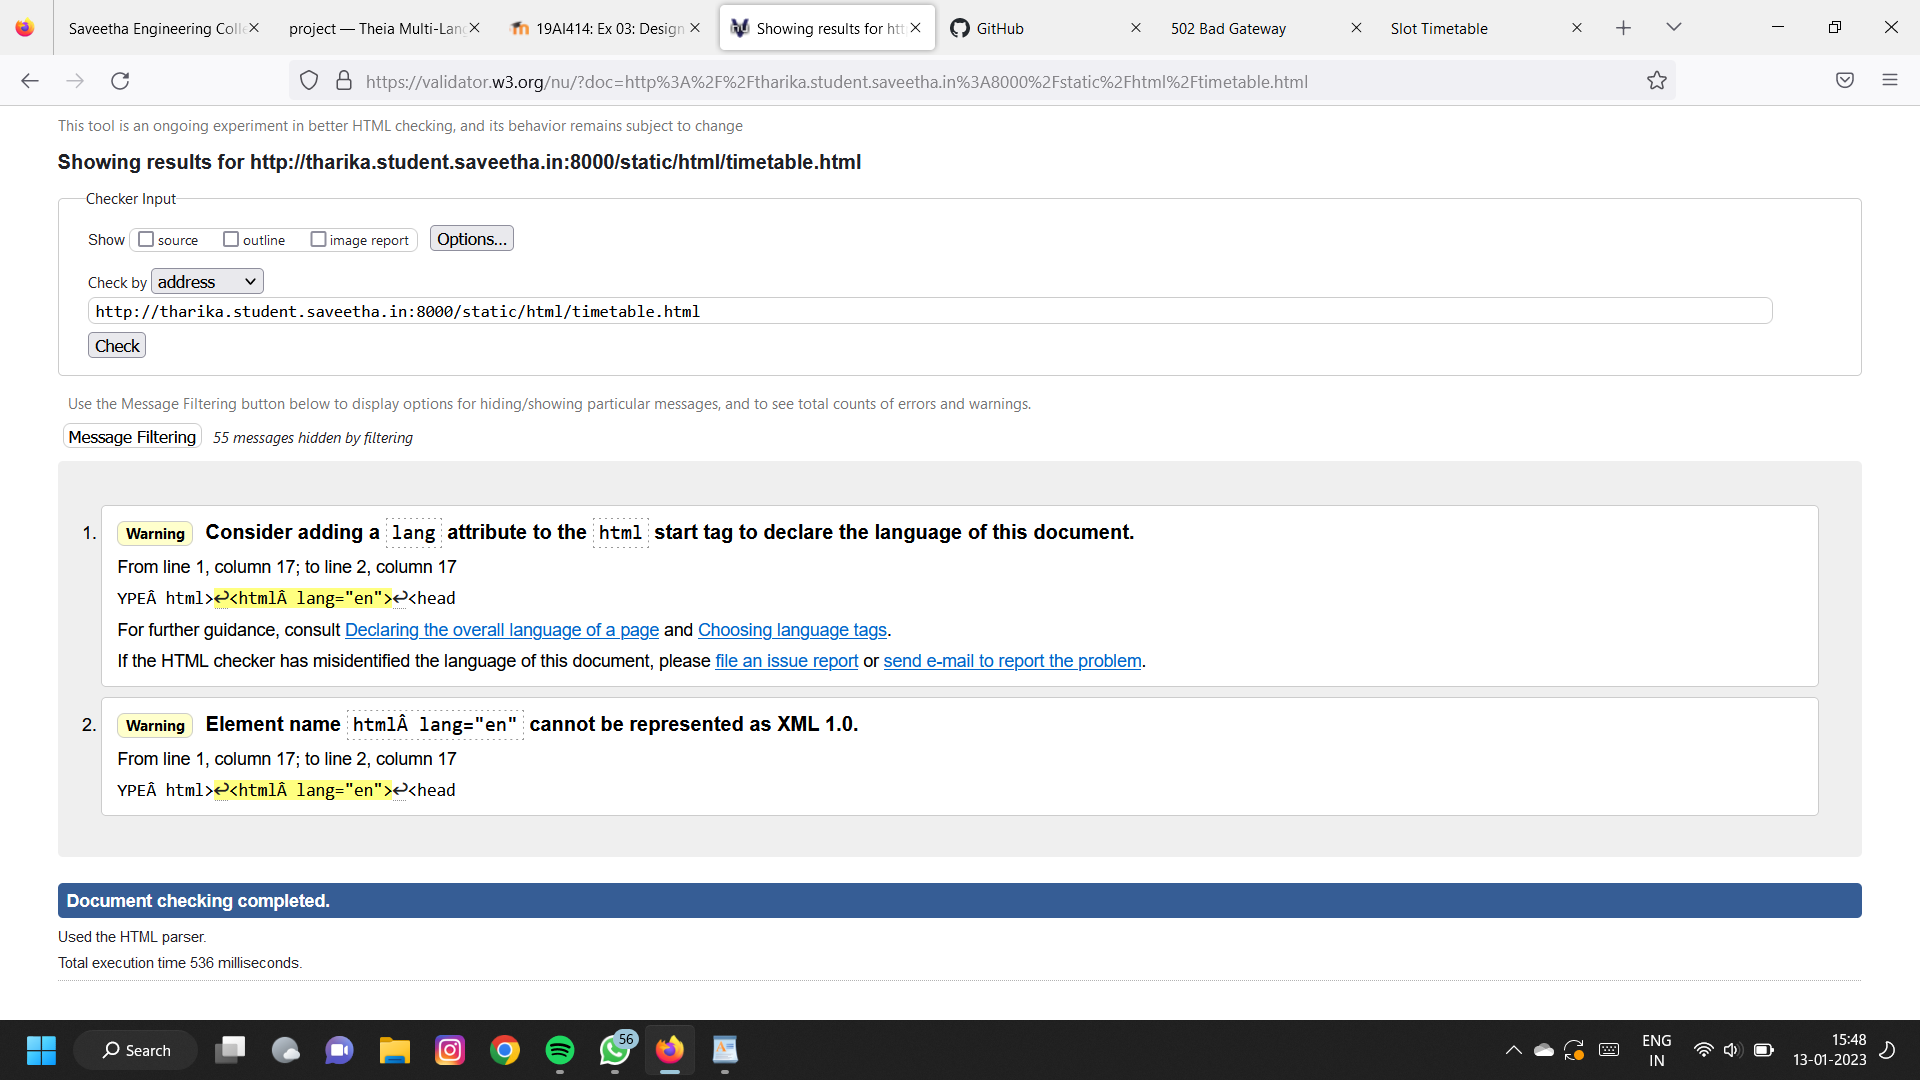 Saveetha Engineering Colle
project — Theia Multi-Lang
19AI414: Ex 03: Design
Showing results for htt
GitHub
502 Bad Gateway
Slot Timetable
https://validator.w3.org/nu/?doc=http%3A%2F%2Ftharika.student.saveetha.in%3A8000%2Fstatic%2Fhtml%2Ftimetable.html
This tool is an ongoing experiment in better HTML checking, and its behavior remains subject to change
Showing results for http://tharika.student.saveetha.in:8000/static/html/timetable.html
Checker Input
Show source outline image report Options...
Check by address
http://tharika.student.saveetha.in:8000/static/html/timetable.html
Check
Use the Message Filtering button below to display options for hiding/showing particular messages, and to see total counts of errors and warnings.
Message Filtering 55 messages hidden by filtering
1. Warning Consider adding a lang attribute to the html start tag to declare the language of this document.
From line 1, column 17; to line 2, column 17
YPEÂ html>↩<htmlÂ lang="en">↩<head
For further guidance, consult Declaring the overall language of a page and Choosing language tags.
If the HTML checker has misidentified the language of this document, please file an issue report or send e-mail to report the problem.
2. Warning Element name htmlÂ lang="en" cannot be represented as XML 1.0.
From line 1, column 17; to line 2, column 17
YPEÂ html>↩<htmlÂ lang="en">↩<head
Document checking completed.
Used the HTML parser.
Total execution time 536 milliseconds.
Search
56
ENG
IN
15:48
13-01-2023